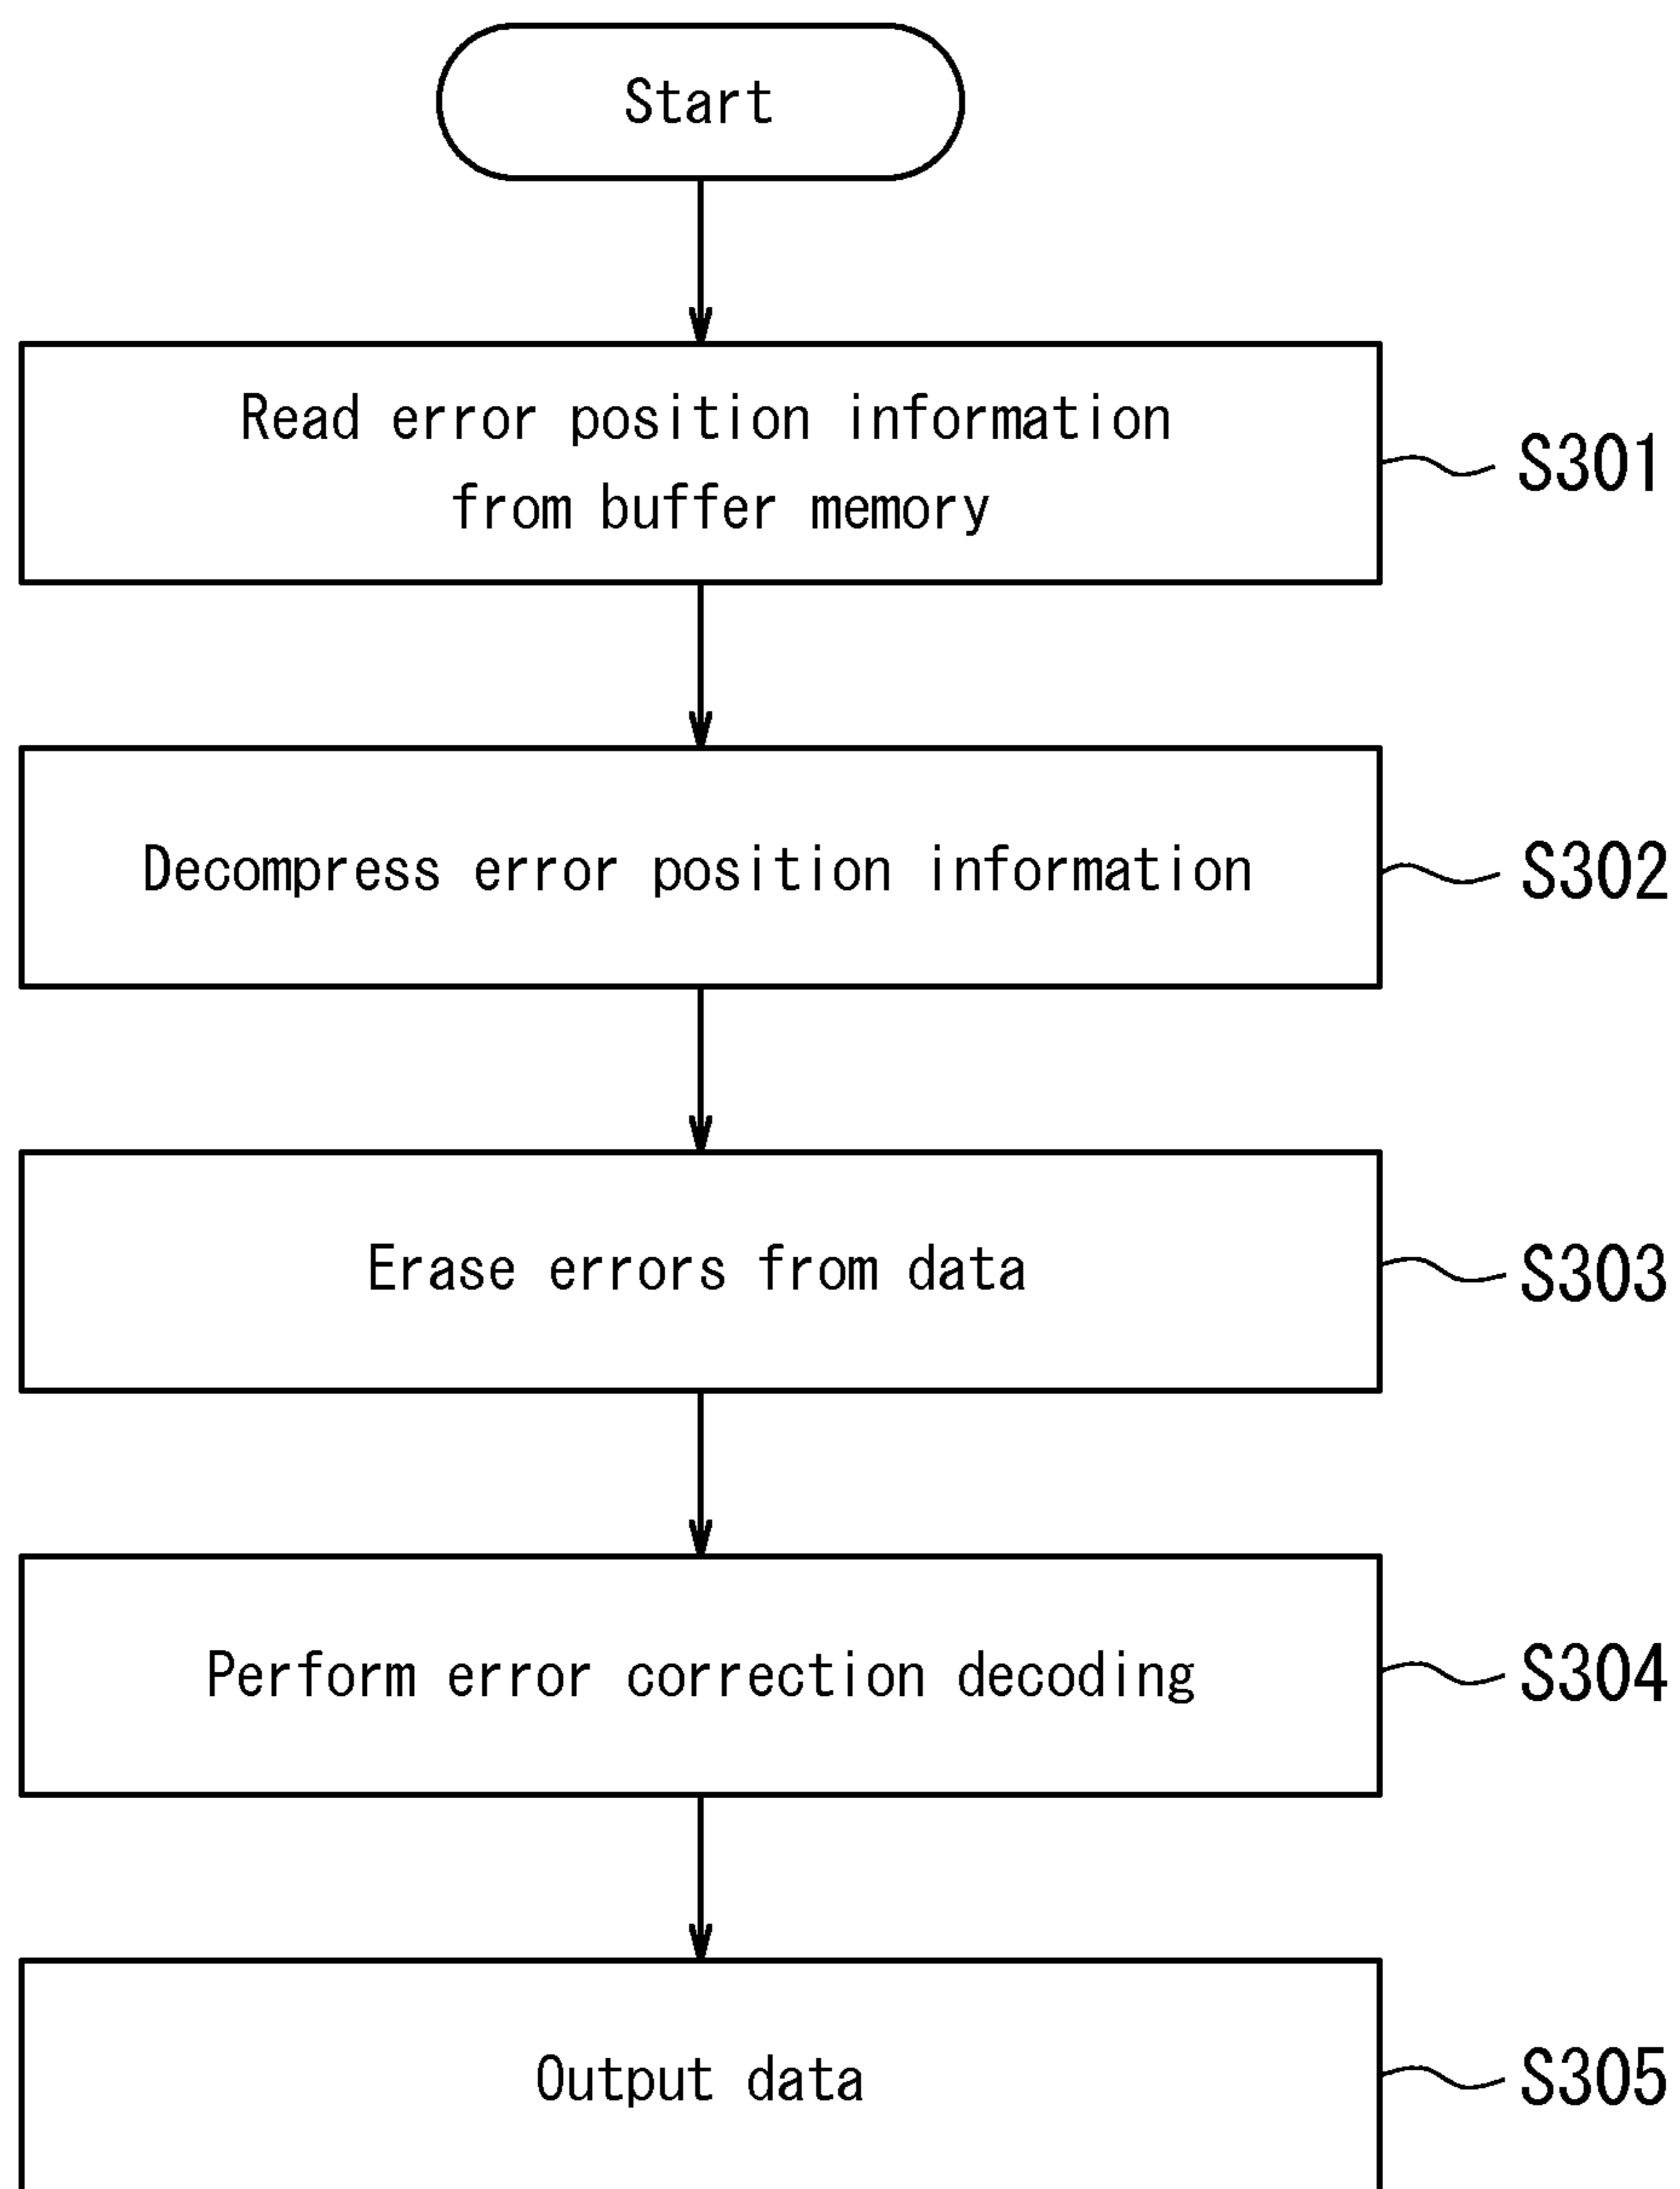 Start
Read error position information
from buffer memory
S301
Decompress error position information
S302
Erase errors from data
S303
Perform error correction decoding
S304
Output data
S305